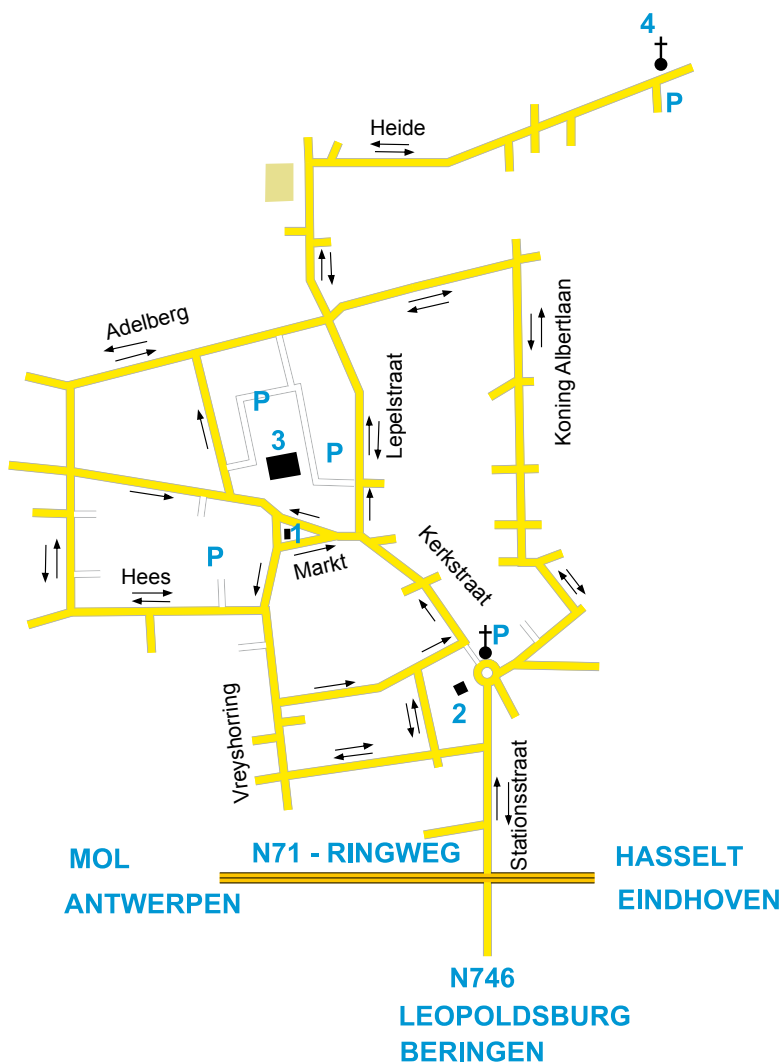 4
P
Heide
Adelberg
Koning Albertlaan
P
Lepelstraat
3
P
1
P
Markt
Kerkstraat
Hees
P
2
Vreyshorring
Stationsstraat
MOL
N71 - RINGWEG
HASSELT
ANTWERPEN
EINDHOVEN
N746
LEOPOLDSBURG
BERINGEN